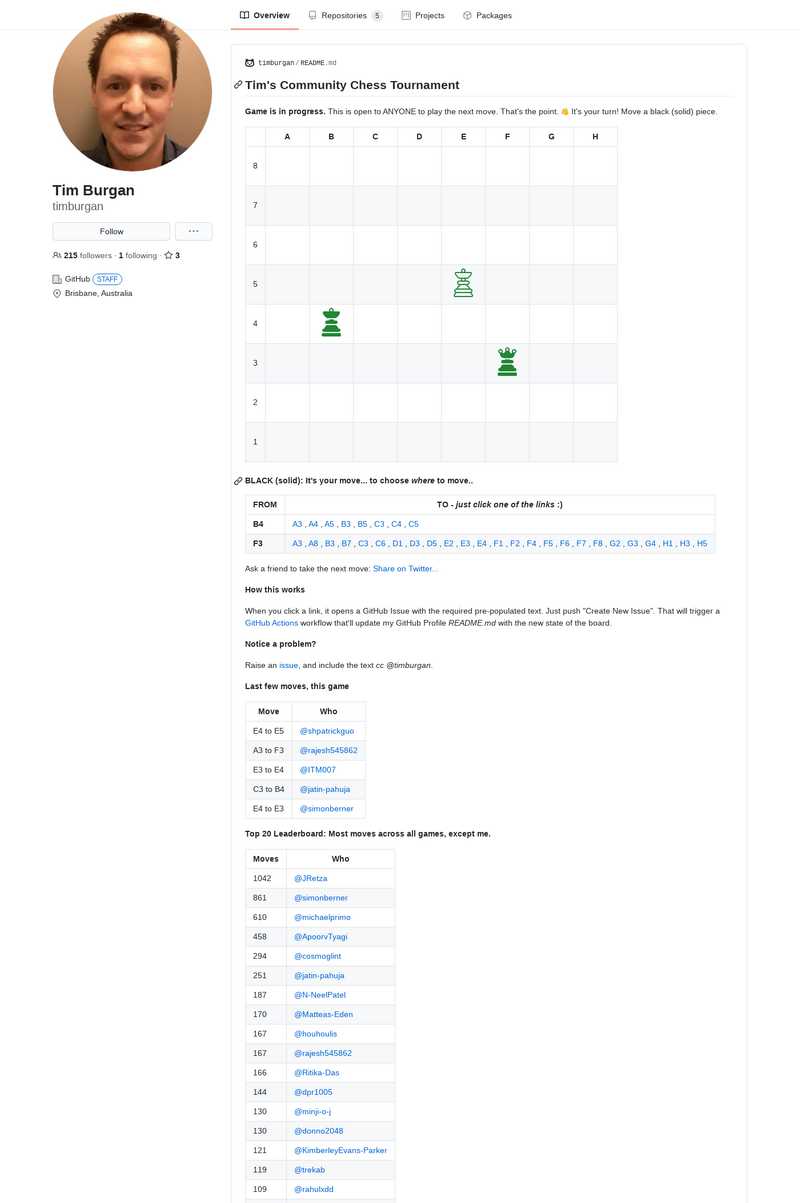 Overview Repositories 5 Projects Packages
timburgan/README.md
Tim's Community Chess Tournament
Game is in progress. This is open to ANYONE to play the next move. That's the point. 👋 It's your turn! Move a black (solid) piece.
A B C D E F G H
8
7
6
5
4
3
2
1
Tim Burgan
timburgan
Follow ...
215 followers · 1 following · 3
GitHub STAFF
Brisbane, Australia
BLACK (solid): It's your move... to choose where to move..
FROM TO - just click one of the links :)
B4 A3 , A4 , A5 , B3 , B5 , C3 , C4 , C5
F3 A3 , A8 , B3 , B7 , C3 , C6 , D1 , D3 , D5 , E2 , E3 , E4 , F1 , F2 , F4 , F5 , F6 , F7 , F8 , G2 , G3 , G4 , H1 , H3 , H5
Ask a friend to take the next move: Share on Twitter...
How this works
When you click a link, it opens a GitHub Issue with the required pre-populated text. Just push "Create New Issue". That will trigger a
GitHub Actions workflow that'll update my GitHub Profile README.md with the new state of the board.
Notice a problem?
Raise an issue, and include the text cc @timburgan.
Last few moves, this game
Move Who
E4 to E5 @shpatrickguo
A3 to F3 @rajesh545862
E3 to E4 @ITM007
C3 to B4 @jatin-pahuja
E4 to E3 @simonberner
Top 20 Leaderboard: Most moves across all games, except me.
Moves Who
1042 @JRetza
861 @simonberner
610 @michaelprimo
458 @ApoorvTyagi
294 @cosmoglint
251 @jatin-pahuja
187 @N-NeelPatel
170 @Matteas-Eden
167 @houhoulis
167 @rajesh545862
166 @Ritika-Das
144 @dpr1005
130 @minji-o-j
130 @donno2048
121 @KimberleyEvans-Parker
119 @trekab
109 @rahulxdd